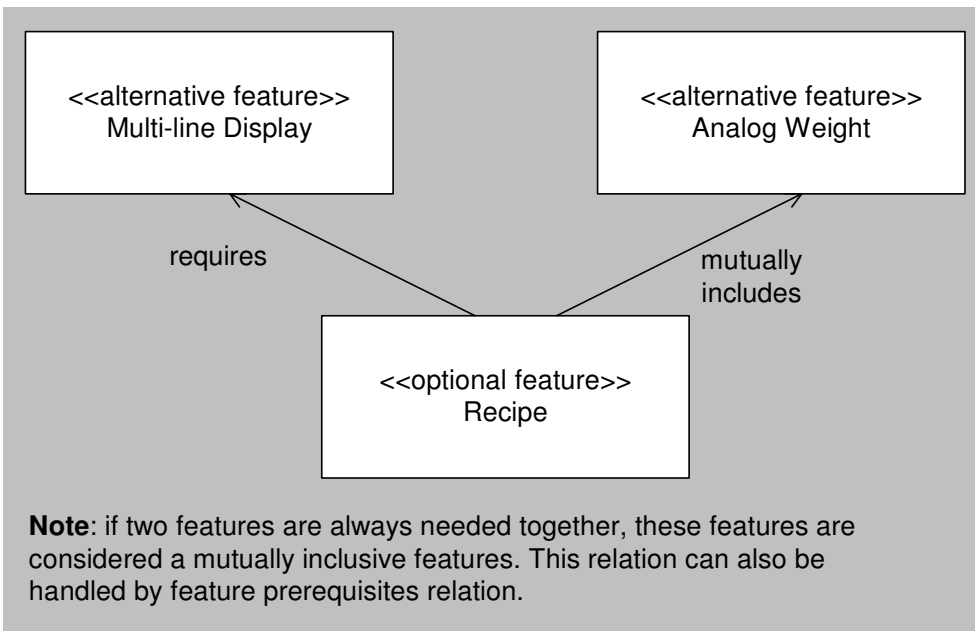 <<alternative feature>>
Multi-line Display
<<alternative feature>>
Analog Weight
requires
mutually
includes
<<optional feature>>
Recipe
Note: if two features are always needed together, these features are
considered a mutually inclusive features. This relation can also be
handled by feature prerequisites relation.